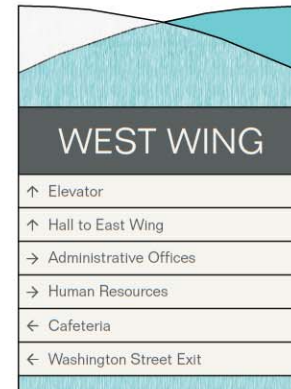 WEST WING
↑ Elevator
↑ Hall to East Wing
→ Administrative Offices
→ Human Resources
← Cafeteria
← Washington Street Exit